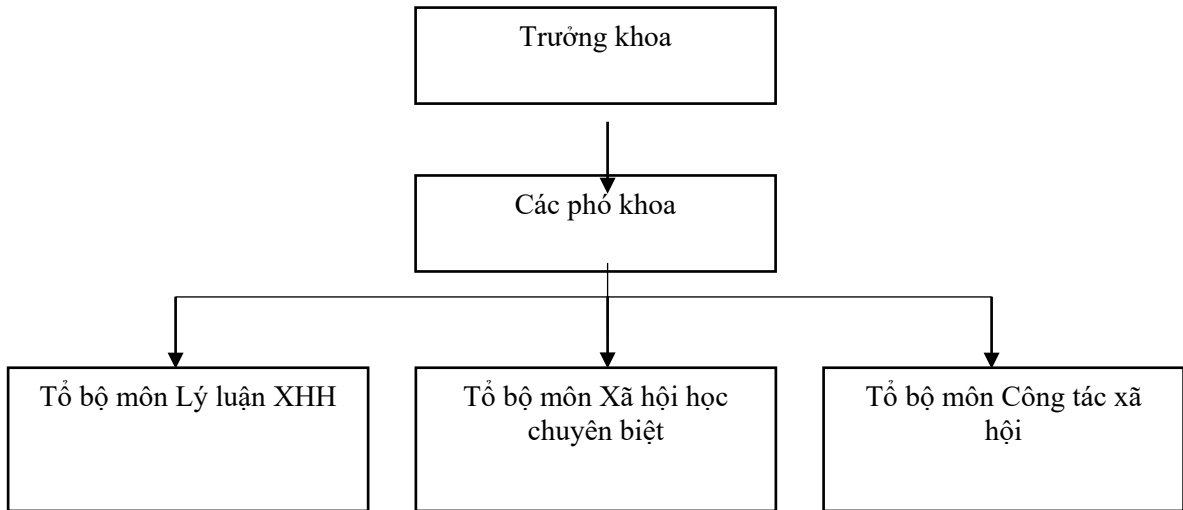 Trưởng khoa
Các phó khoa
Tổ bộ môn Lý luận XHH
Tổ bộ môn Xã hội học
chuyên biệt
Tổ bộ môn Công tác xã
hội